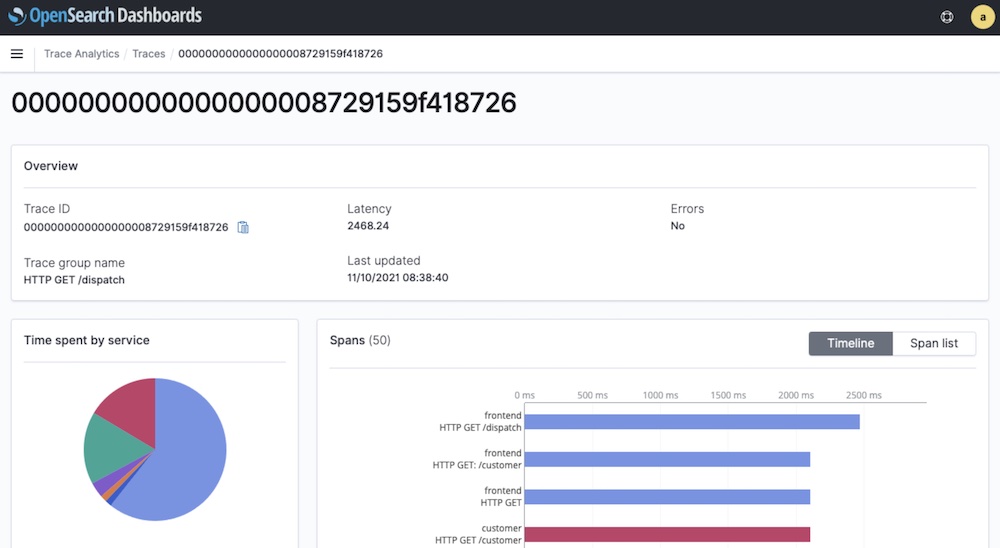 OpenSearch Dashboards
a
Trace Analytics / Traces / 0000000000000000008729159f418726
0000000000000000008729159f418726
Overview
Trace ID
0000000000000000008729159f418726
Latency
2468.24
Errors
No
Trace group name
HTTP GET /dispatch
Last updated
11/10/2021 08:38:40
Time spent by service
Spans (50)
Timeline
Span list
0 ms 500 ms 1000 ms 1500 ms 2000 ms 2500 ms
frontend
HTTP GET /dispatch
frontend
HTTP GET: /customer
frontend
HTTP GET
customer
HTTP GET /customer